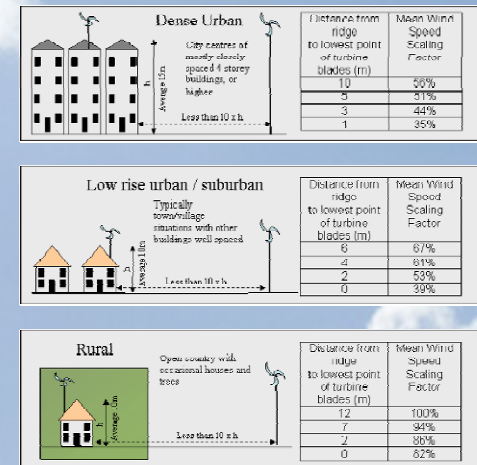 Dense Urban
City centres of
mostly closely
spaced 4 storey
buildings, or
higher
h
Average 15m
Less than 10 x h
Distance from
ridge
to lowest point
of turbine
blades (m)
Mean Wind
Speed
Scaling
Factor
10 56%
5 51%
3 44%
1 35%
Low rise urban / suburban
Typically
town/village
situations with other
buildings well spaced
h
Average 10m
Less than 10 x h
Distance from
ridge
to lowest point
of turbine
blades (m)
Mean Wind
Speed
Scaling
Factor
6 67%
4 61%
2 53%
0 39%
Rural
Open country with
occasional houses and
trees
h
Average 10m
Less than 10 x h
Distance from
ridge
to lowest point
of turbine
blades (m)
Mean Wind
Speed
Scaling
Factor
12 100%
7 94%
2 86%
0 82%